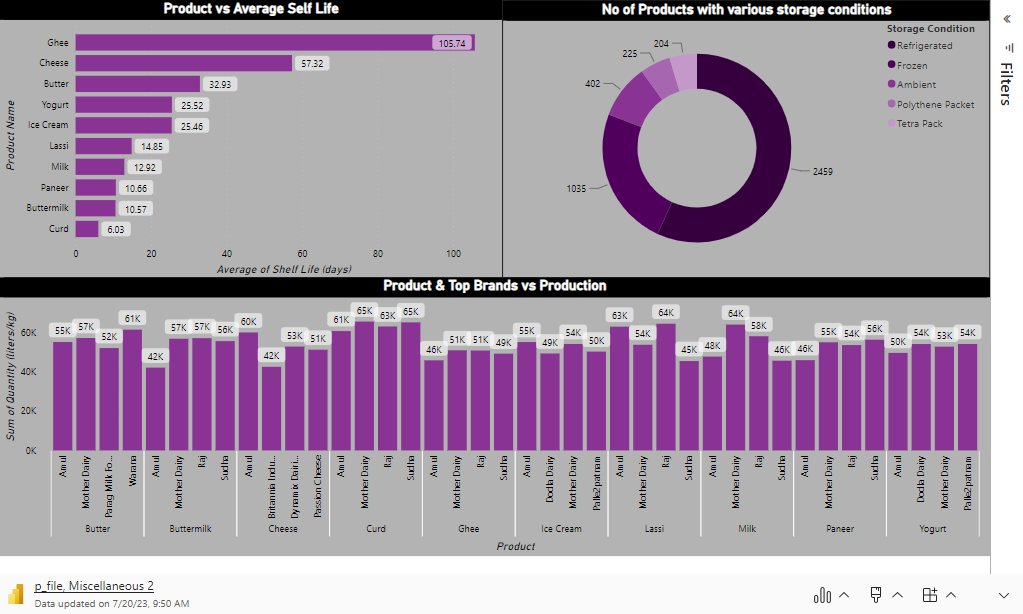 Product vs Average Self Life
Product Name
Ghee 105.74
Cheese 57.32
Butter 32.93
Yogurt 25.52
Ice Cream 25.46
Lassi 14.85
Milk 12.92
Paneer 10.66
Buttermilk 10.57
Curd 6.03
0 20 40 60 80 100
Average of Shelf Life (days)
No of Products with various storage conditions
204
225
402
1035
2459
Storage Condition
Refrigerated
Frozen
Ambient
Polythene Packet
Tetra Pack
Filters
Product & Top Brands vs Production
Sum of Quantity (liters/kg)
60K
40K
20K
0K
55K 57K 52K 61K 42K 57K 57K 56K 60K 42K 53K 51K 61K 65K 63K 65K 46K 51K 51K 49K 55K 49K 54K 50K 63K 54K 64K 45K 48K 64K 58K 46K 46K 55K 54K 56K 50K 54K 53K 54K
Amul Mother Dairy Parag Milk Fo... Warana Amul Mother Dairy Raj Sudha Amul Britannia Indu... Dynamix Dairi... Passion Cheese Amul Mother Dairy Raj Sudha Amul Mother Dairy Raj Sudha Amul Dodla Dairy Mother Dairy Palle2patnam Amul Mother Dairy Raj Sudha Amul Mother Dairy Raj Sudha Amul Mother Dairy Raj Sudha Amul Dodla Dairy Mother Dairy Palle2patnam
Butter Buttermilk Cheese Curd Ghee Ice Cream Lassi Milk Paneer Yogurt
Product
p_file, Miscellaneous 2
Data updated on 7/20/23, 9:50 AM